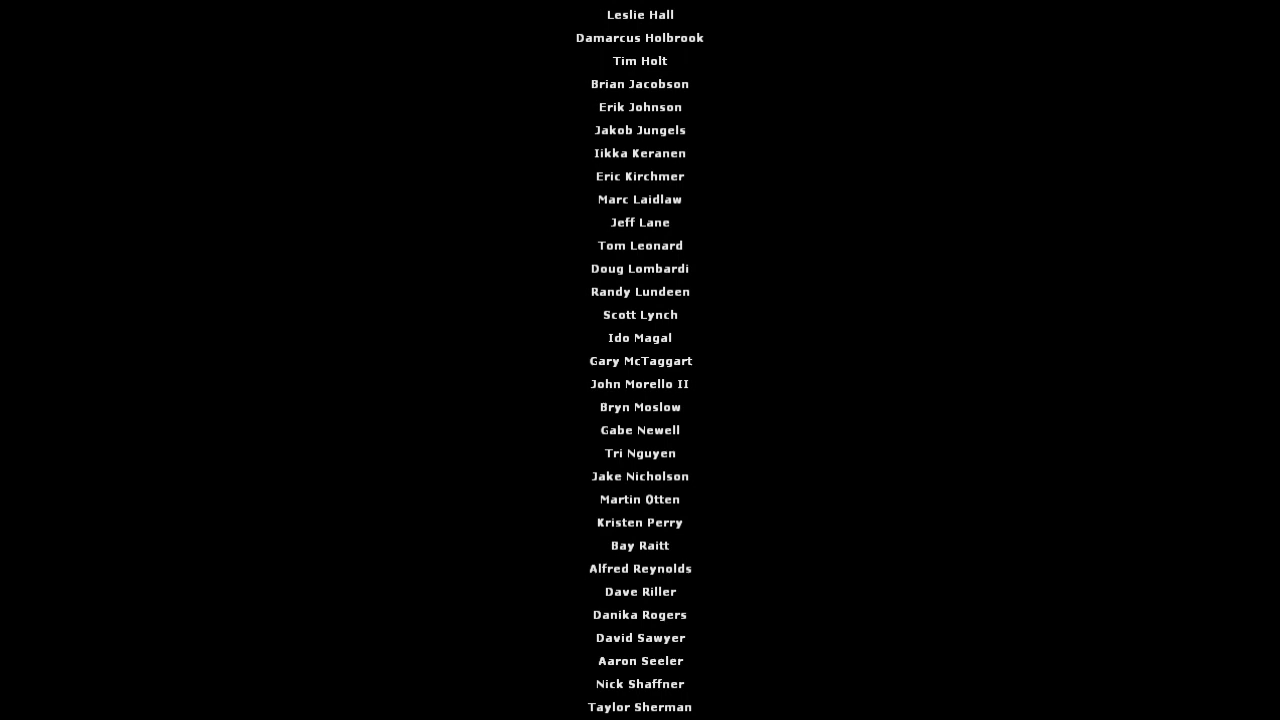 Leslie Hall
Damarcus Holbrook
Tim Holt
Brian Jacobson
Erik Johnson
Jakob Jungels
Iikka Keranen
Eric Kirchmer
Marc Laidlaw
Jeff Lane
Tom Leonard
Doug Lombardi
Randy Lundeen
Scott Lynch
Ido Magal
Gary McTaggart
John Morello II
Bryn Moslow
Gabe Newell
Tri Nguyen
Jake Nicholson
Martin Otten
Kristen Perry
Bay Raitt
Alfred Reynolds
Dave Riller
Danika Rogers
David Sawyer
Aaron Seeler
Nick Shaffner
Taylor Sherman